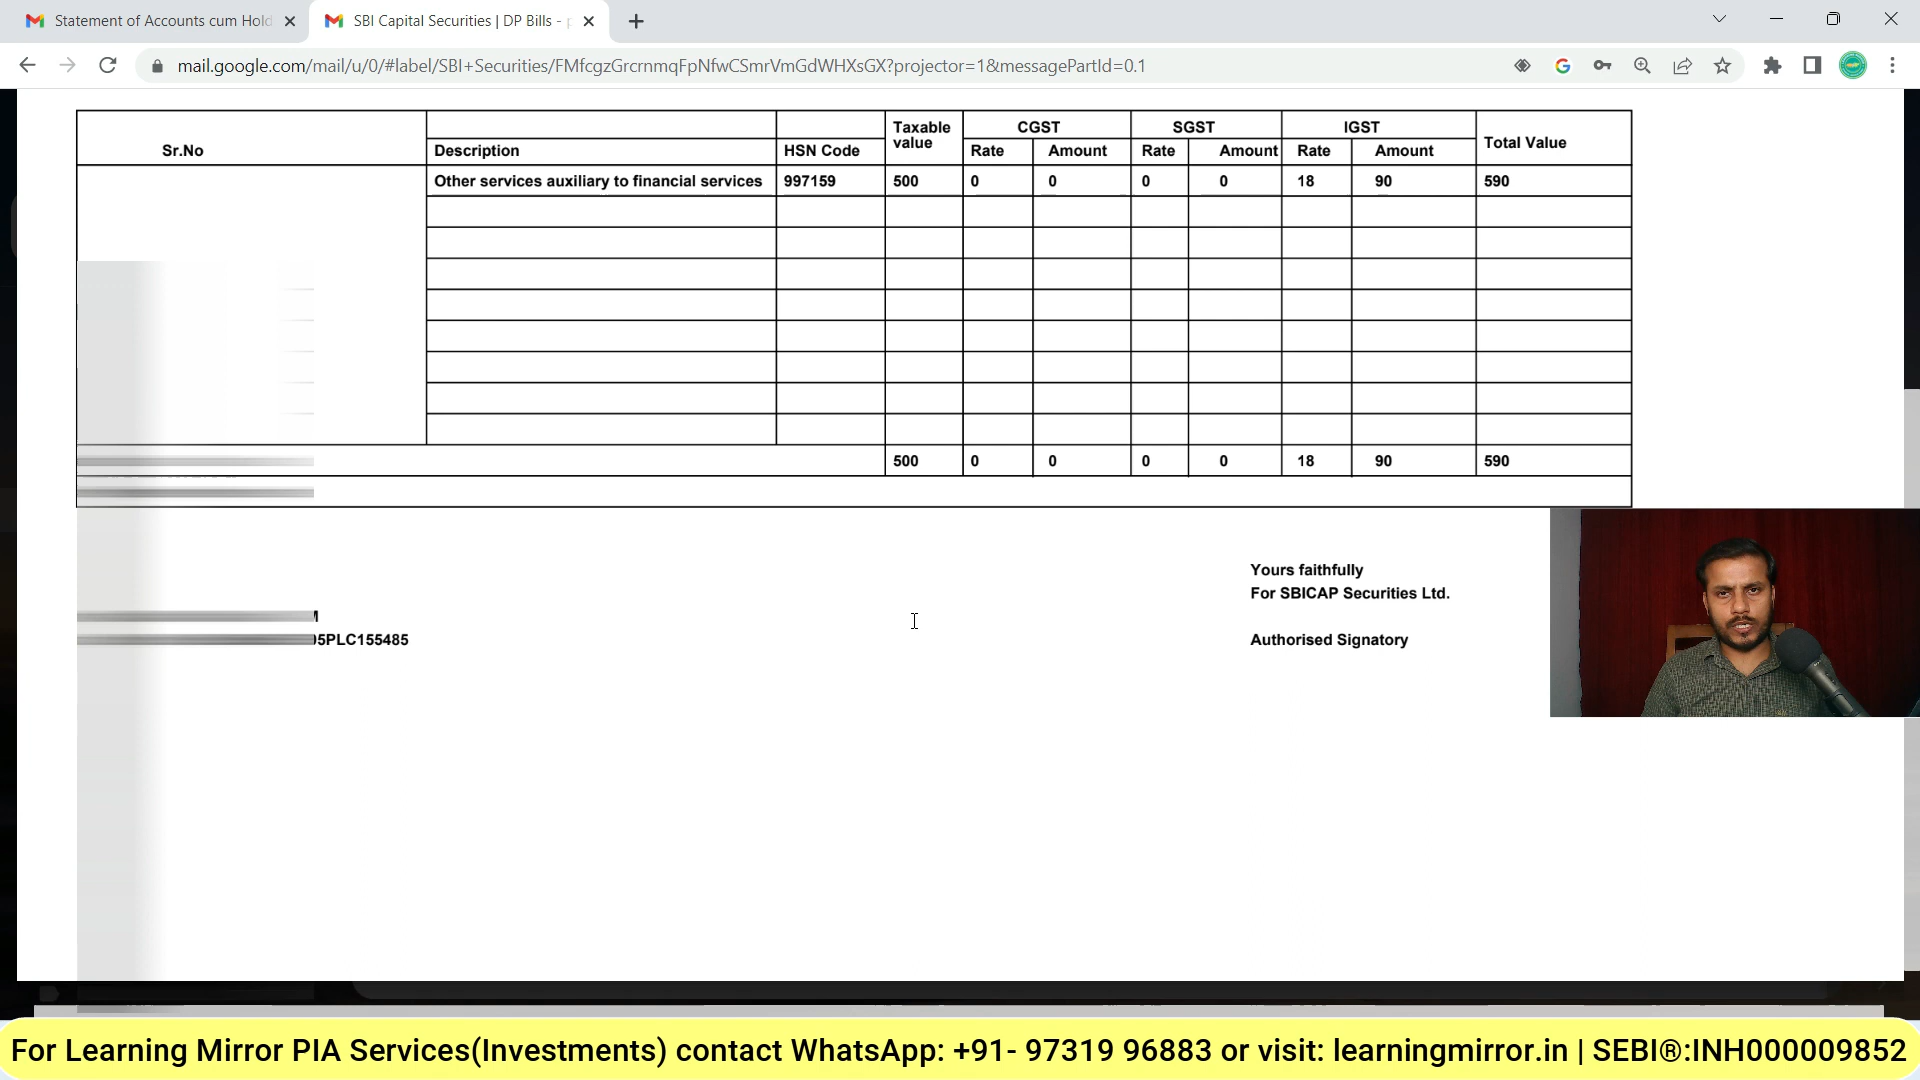 Statement of Accounts cum Hold
SBI Capital Securities | DP Bills - p
mail.google.com/mail/u/0/#label/SBI+Securities/FMfcgzGrcrnmqFpNfwCSmrVmGdWHXsGX?projector=1&messagePartId=0.1
Sr.No Description HSN Code Taxable value CGST SGST IGST Total Value
Rate Amount Rate Amount Rate Amount
Other services auxiliary to financial services 997159 500 0 0 0 0 18 90 590
500 0 0 0 0 18 90 590
Yours faithfully
For SBICAP Securities Ltd.
5PLC155485
Authorised Signatory
For Learning Mirror PIA Services(Investments) contact WhatsApp: +91- 97319 96883 or visit: learningmirror.in | SEBI®:INH000009852